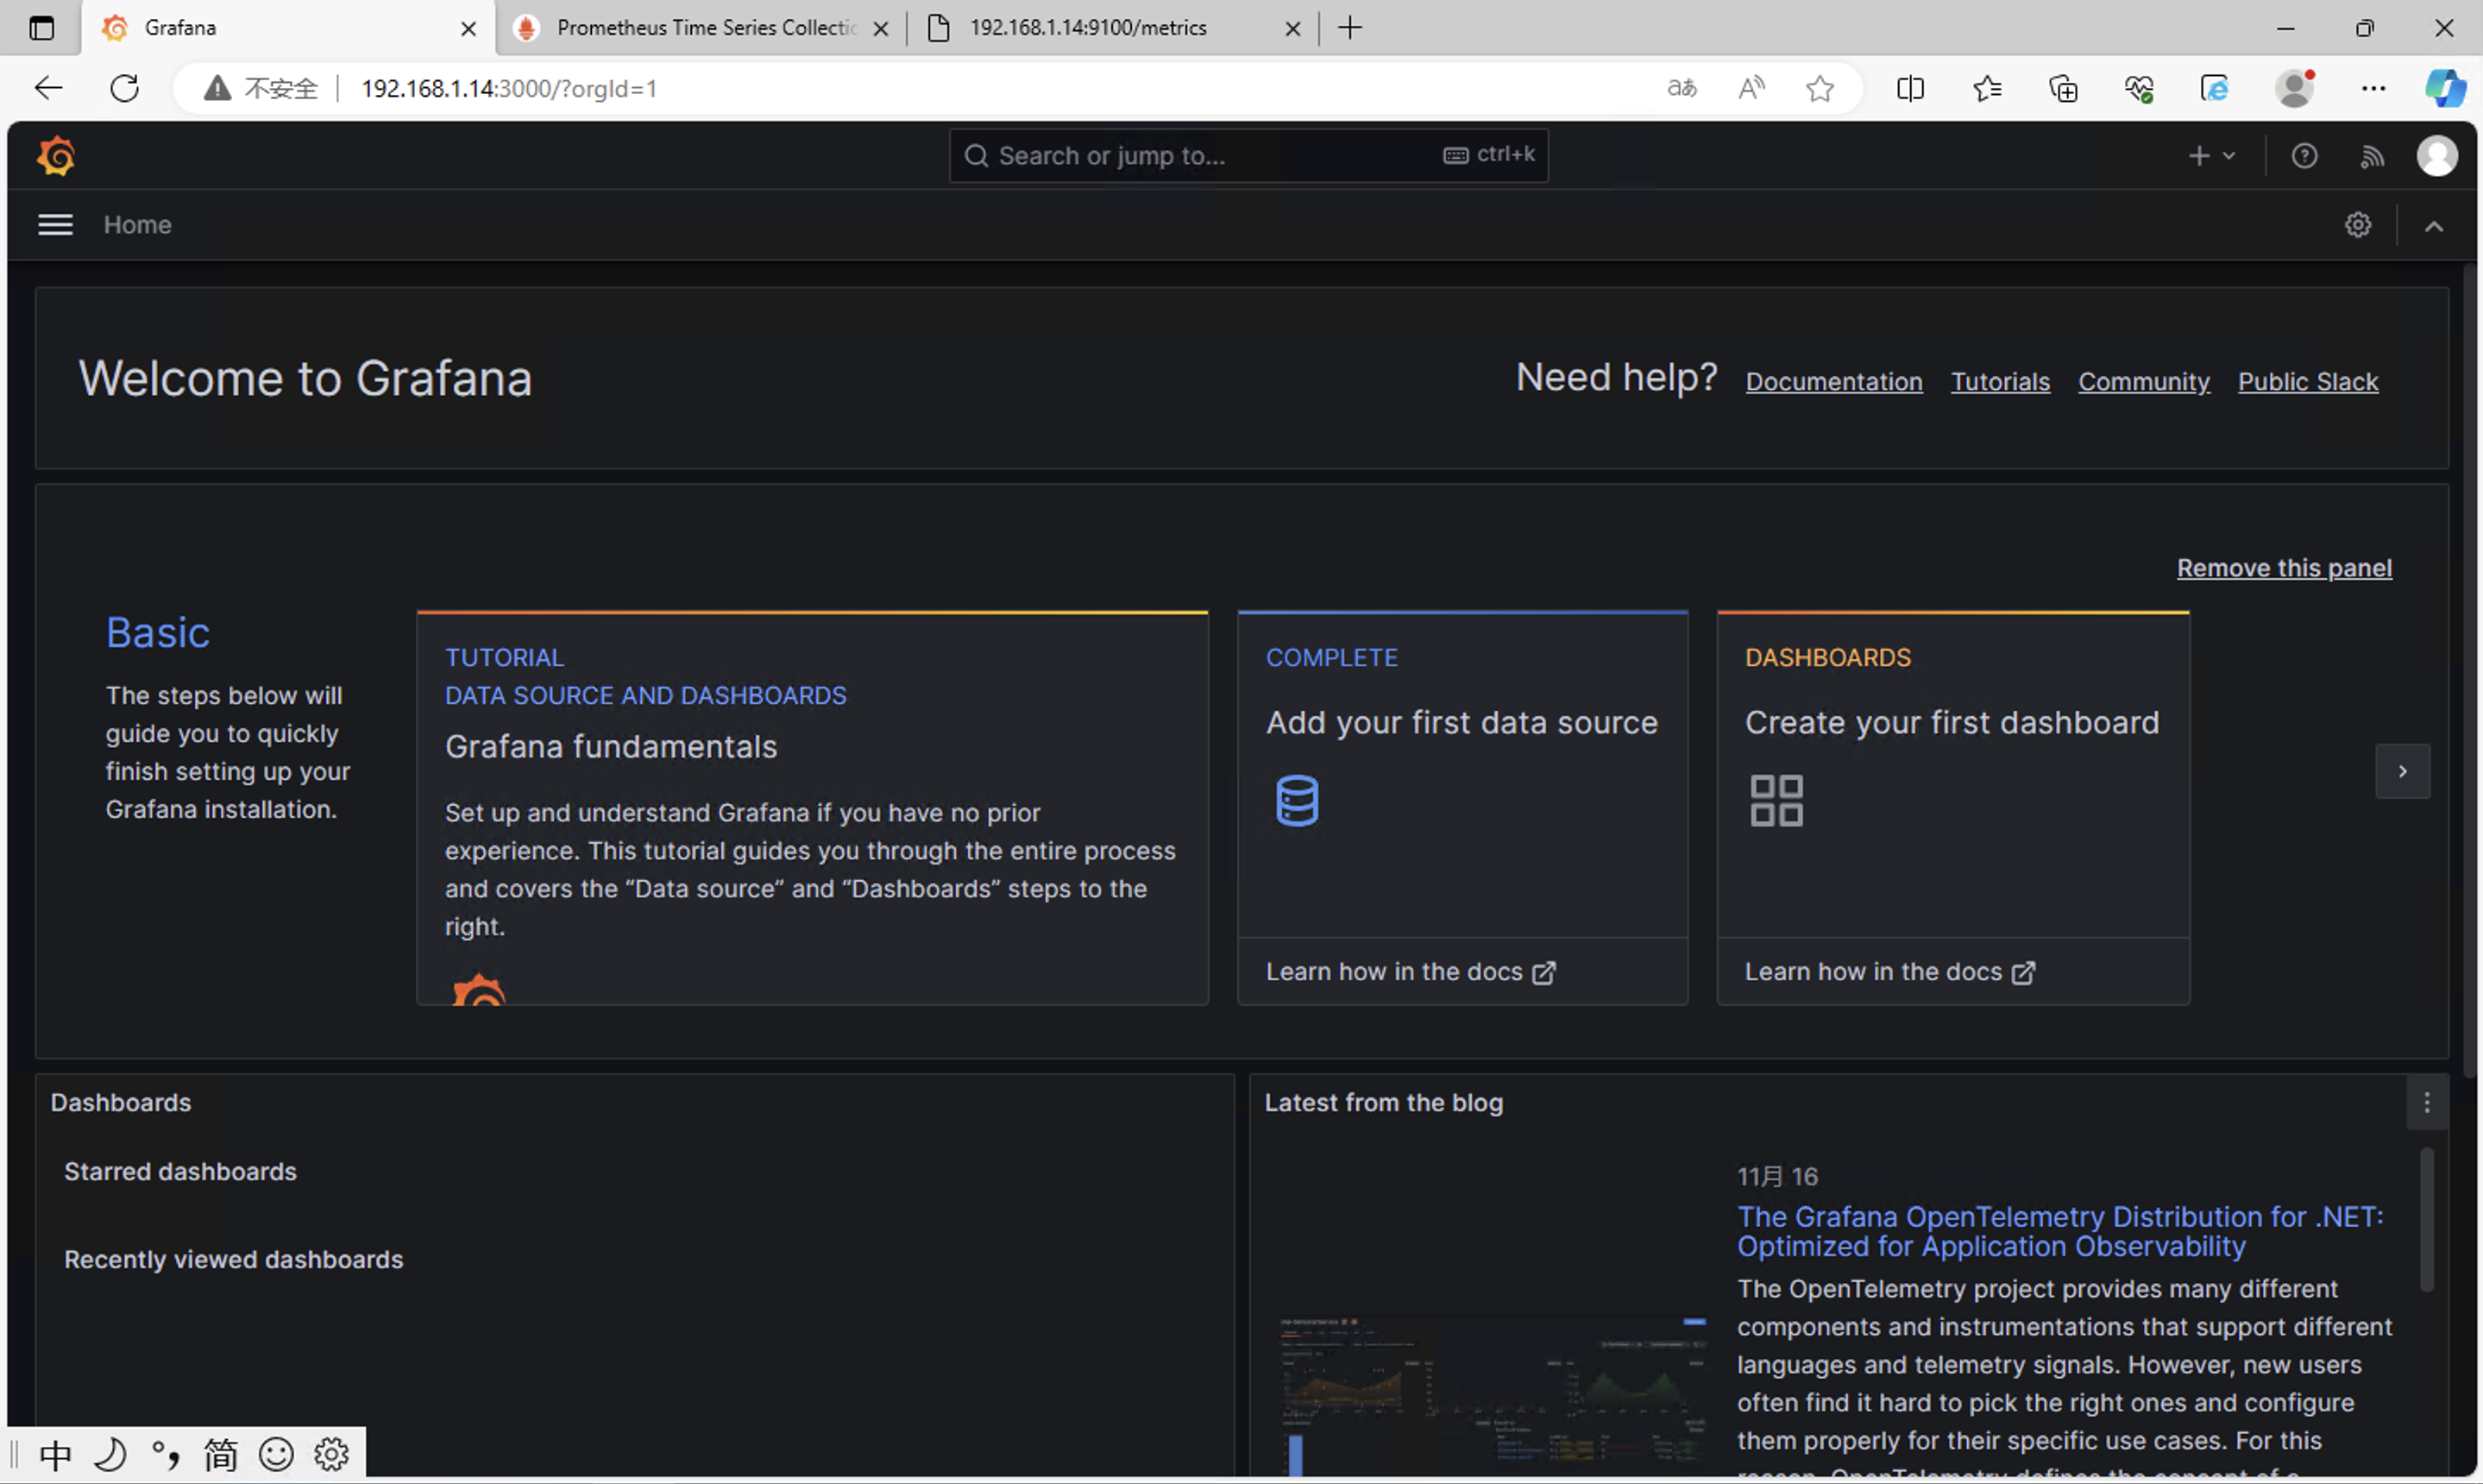 Grafana
Prometheus Time Series Collectio
192.168.1.14:9100/metrics
不安全
192.168.1.14:3000/?orgId=1
aあ
Search or jump to...
ctrl+k
Home
Welcome to Grafana
Need help?
Documentation
Tutorials
Community
Public Slack
Remove this panel
Basic
The steps below will
guide you to quickly
finish setting up your
Grafana installation.
TUTORIAL
DATA SOURCE AND DASHBOARDS
Grafana fundamentals
Set up and understand Grafana if you have no prior
experience. This tutorial guides you through the entire process
and covers the “Data source” and “Dashboards” steps to the
right.
COMPLETE
Add your first data source
Learn how in the docs
DASHBOARDS
Create your first dashboard
Learn how in the docs
Dashboards
Starred dashboards
Recently viewed dashboards
Latest from the blog
11月 16
The Grafana OpenTelemetry Distribution for .NET:
Optimized for Application Observability
The OpenTelemetry project provides many different
components and instrumentations that support different
languages and telemetry signals. However, new users
often find it hard to pick the right ones and configure
them properly for their specific use cases. For this
reason, OpenTelemetry defines the concept of a
中
简